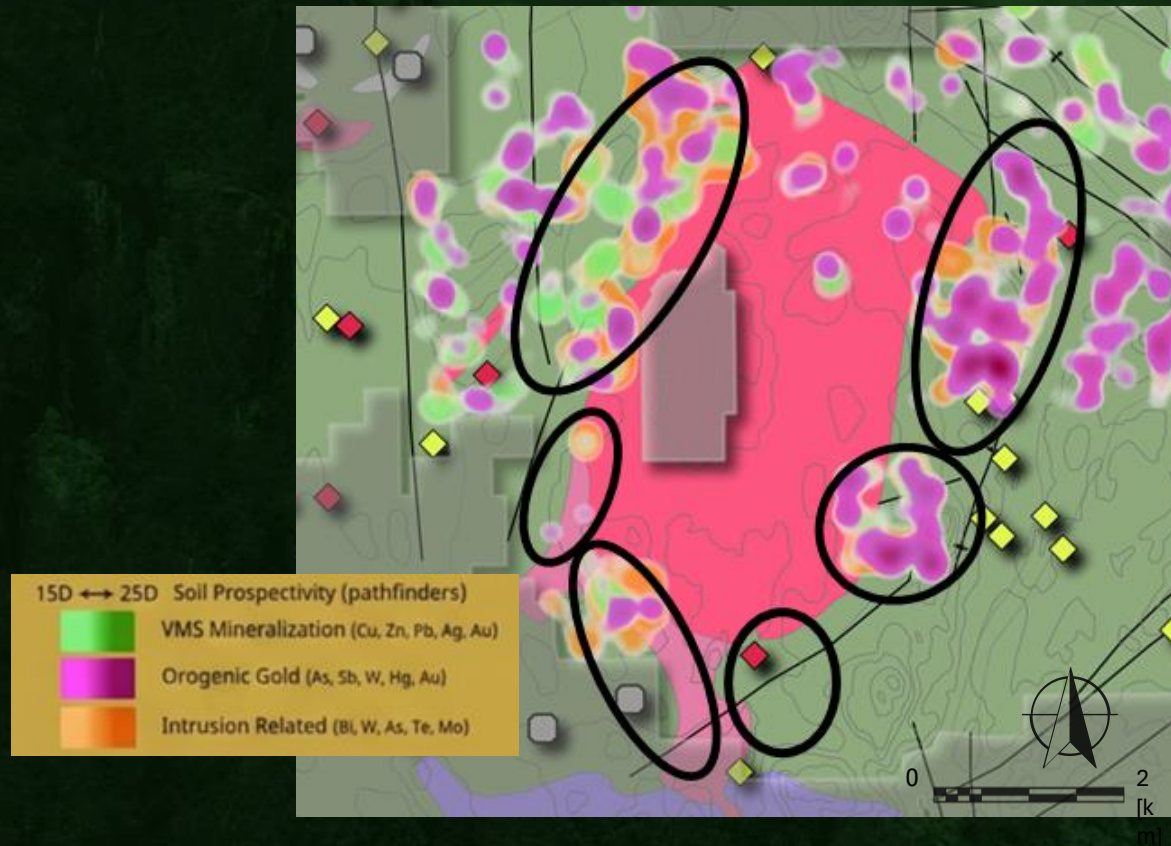 15D ↔ 25D Soil Prospectivity (pathfinders)
VMS Mineralization (Cu, Zn, Pb, Ag, Au)
Orogenic Gold (As, Sb, W, Hg, Au)
Intrusion Related (Bi, W, As, Te, Mo)
0 2
[k
m]